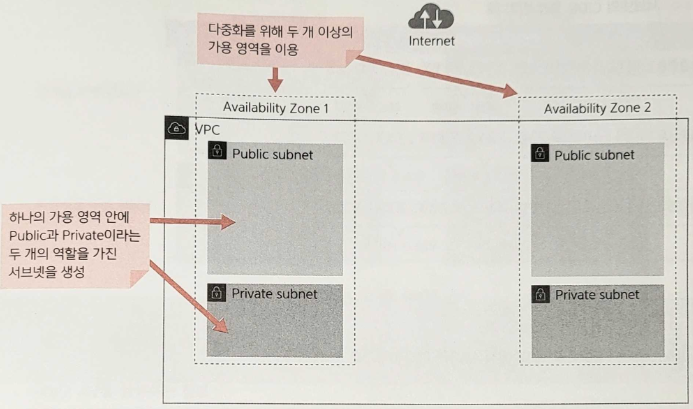 다중화를 위해 두 개 이상의
가용 영역을 이용
Internet
Availability Zone 1
Availability Zone 2
VPC
Public subnet
Public subnet
하나의 가용 영역 안에
Public과 Private이라는
두 개의 역할을 가진
서브넷을 생성
Private subnet
Private subnet